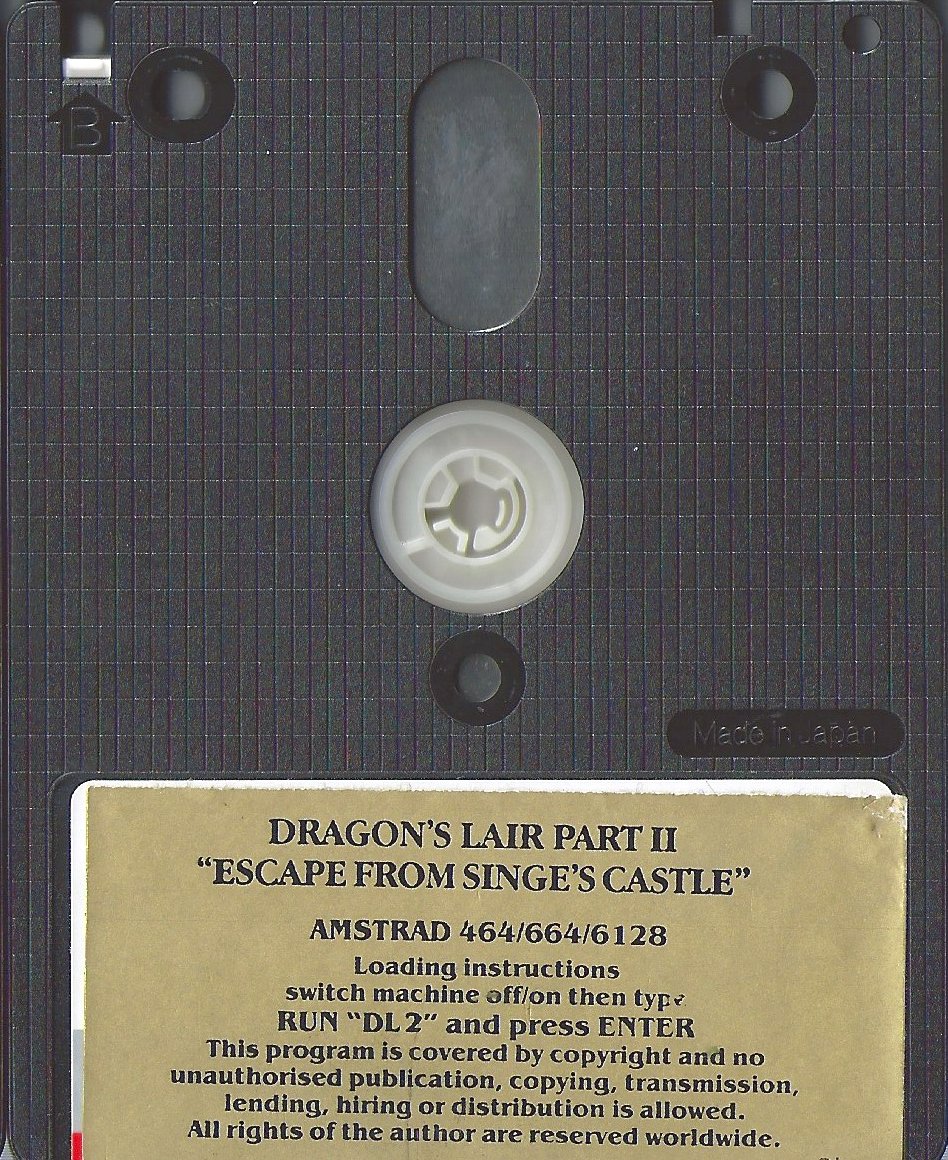 B
Made in Japan
DRAGON'S LAIR PART II
“ESCAPE FROM SINGE'S CASTLE”
AMSTRAD 464/664/6128
Loading instructions
switch machine off/on then type
RUN “DL2” and press ENTER
This program is covered by copyright and no
unauthorised publication, copying, transmission,
lending, hiring or distribution is allowed.
All rights of the author are reserved worldwide.